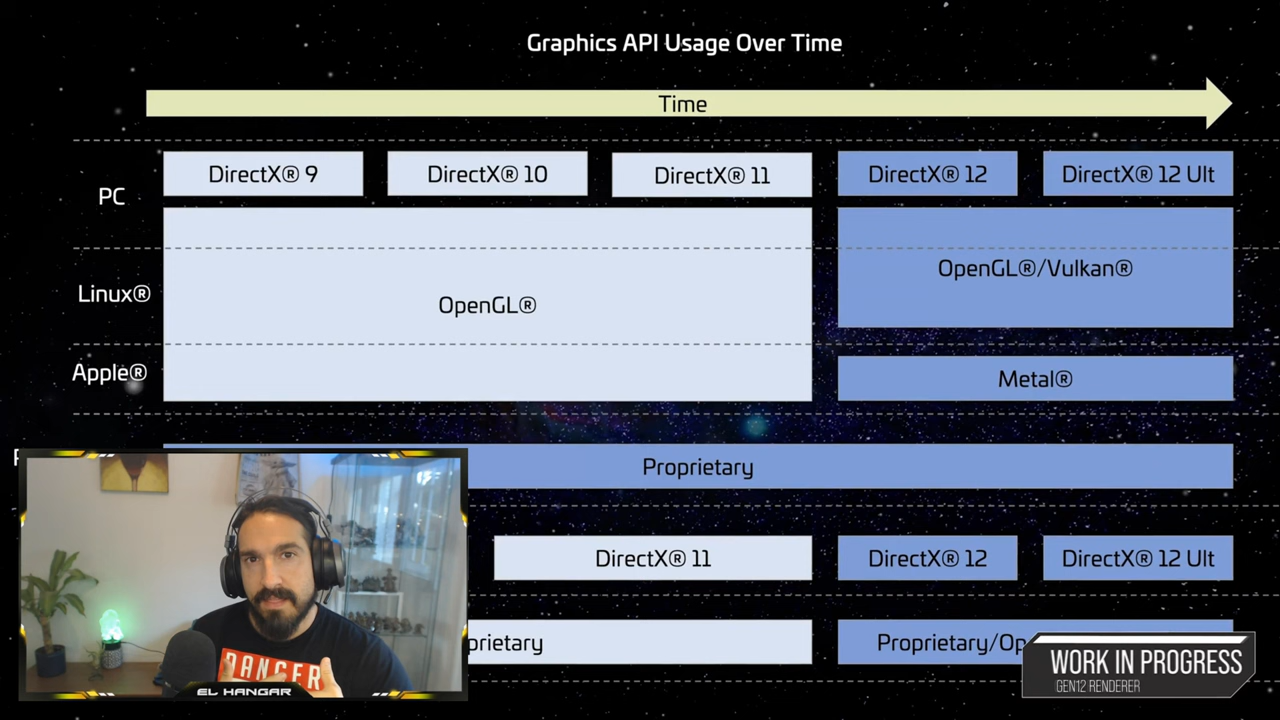 Graphics API Usage Over Time
Time
PC
DirectX® 9
DirectX® 10
DirectX® 11
DirectX® 12
DirectX® 12 Ult
Linux®
OpenGL®
OpenGL®/Vulkan®
Apple®
Metal®
Proprietary
DirectX® 11
DirectX® 12
DirectX® 12 Ult
prietary
Proprietary/Op
DANGER
EL HANGAR
WORK IN PROGRESS
GEN12 RENDERER